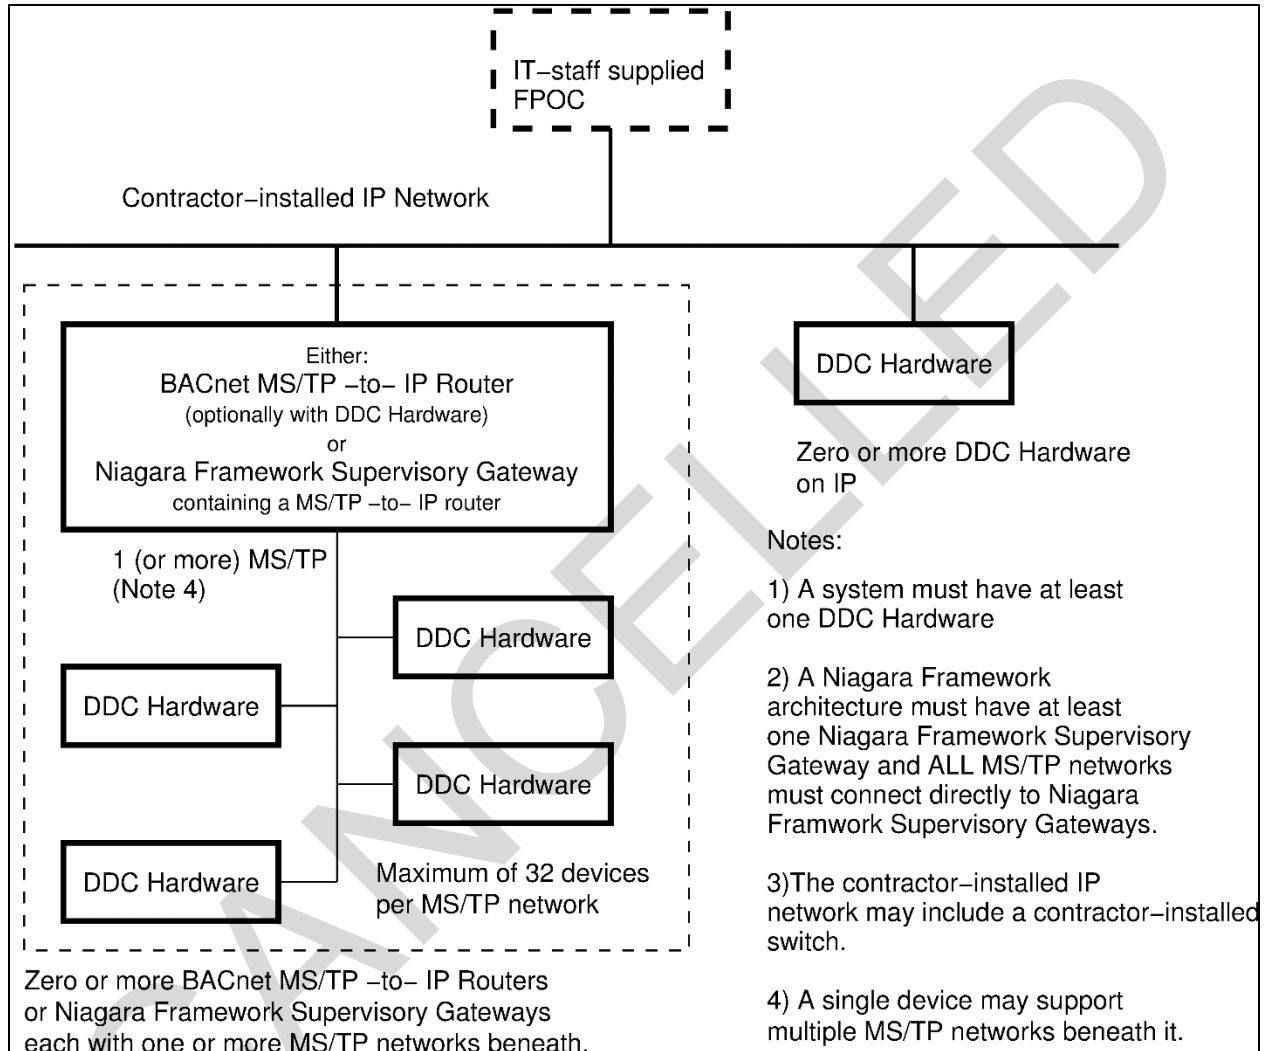 IT−staff supplied
FPOC
Contractor−installed IP Network
Either:
BACnet MS/TP −to− IP Router
(optionally with DDC Hardware)
or
Niagara Framework Supervisory Gateway
containing a MS/TP −to− IP router
1 (or more) MS/TP
(Note 4)
DDC Hardware
DDC Hardware
DDC Hardware
DDC Hardware
Maximum of 32 devices
per MS/TP network
Zero or more BACnet MS/TP −to− IP Routers
or Niagara Framework Supervisory Gateways
each with one or more MS/TP networks beneath.
DDC Hardware
Zero or more DDC Hardware
on IP
Notes:
1) A system must have at least
one DDC Hardware
2) A Niagara Framework
architecture must have at least
one Niagara Framework Supervisory
Gateway and ALL MS/TP networks
must connect directly to Niagara
Framwork Supervisory Gateways.
3)The contractor−installed IP
network may include a contractor−installed
switch.
4) A single device may support
multiple MS/TP networks beneath it.
CANCELLED